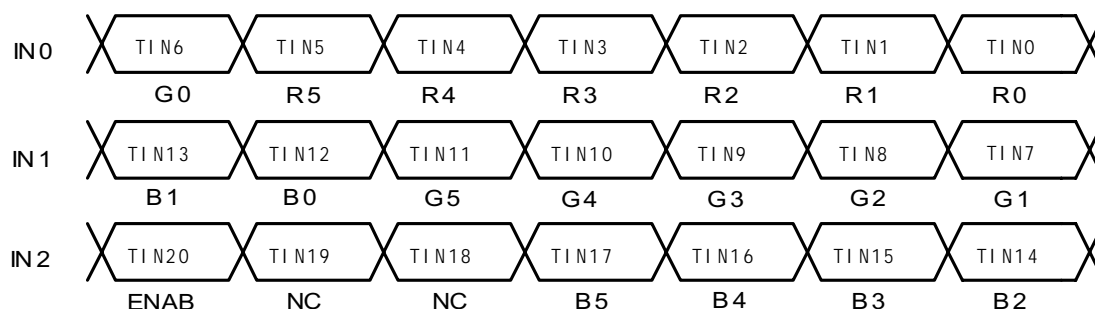 IN0 TIN6 TIN5 TIN4 TIN3 TIN2 TIN1 TIN0
G0 R5 R4 R3 R2 R1 R0
IN1 TIN13 TIN12 TIN11 TIN10 TIN9 TIN8 TIN7
B1 B0 G5 G4 G3 G2 G1
IN2 TIN20 TIN19 TIN18 TIN17 TIN16 TIN15 TIN14
ENAB NC NC B5 B4 B3 B2